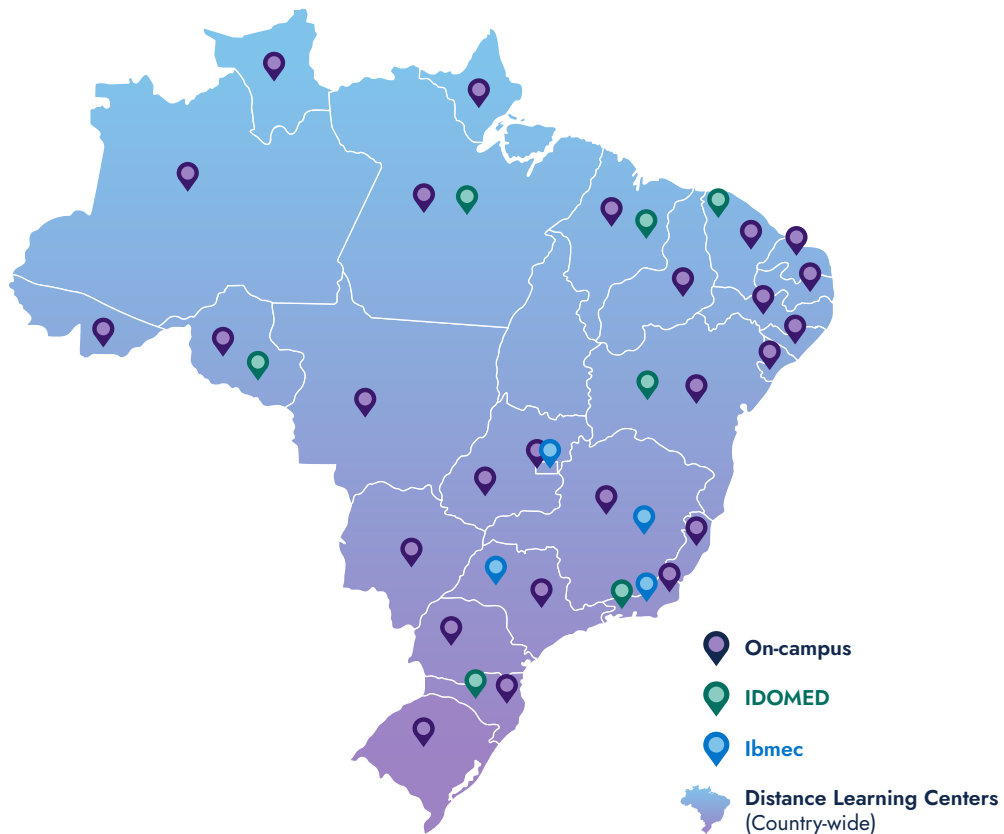 On-campus
IDOMED
Ibmec
Distance Learning Centers
(Country-wide)